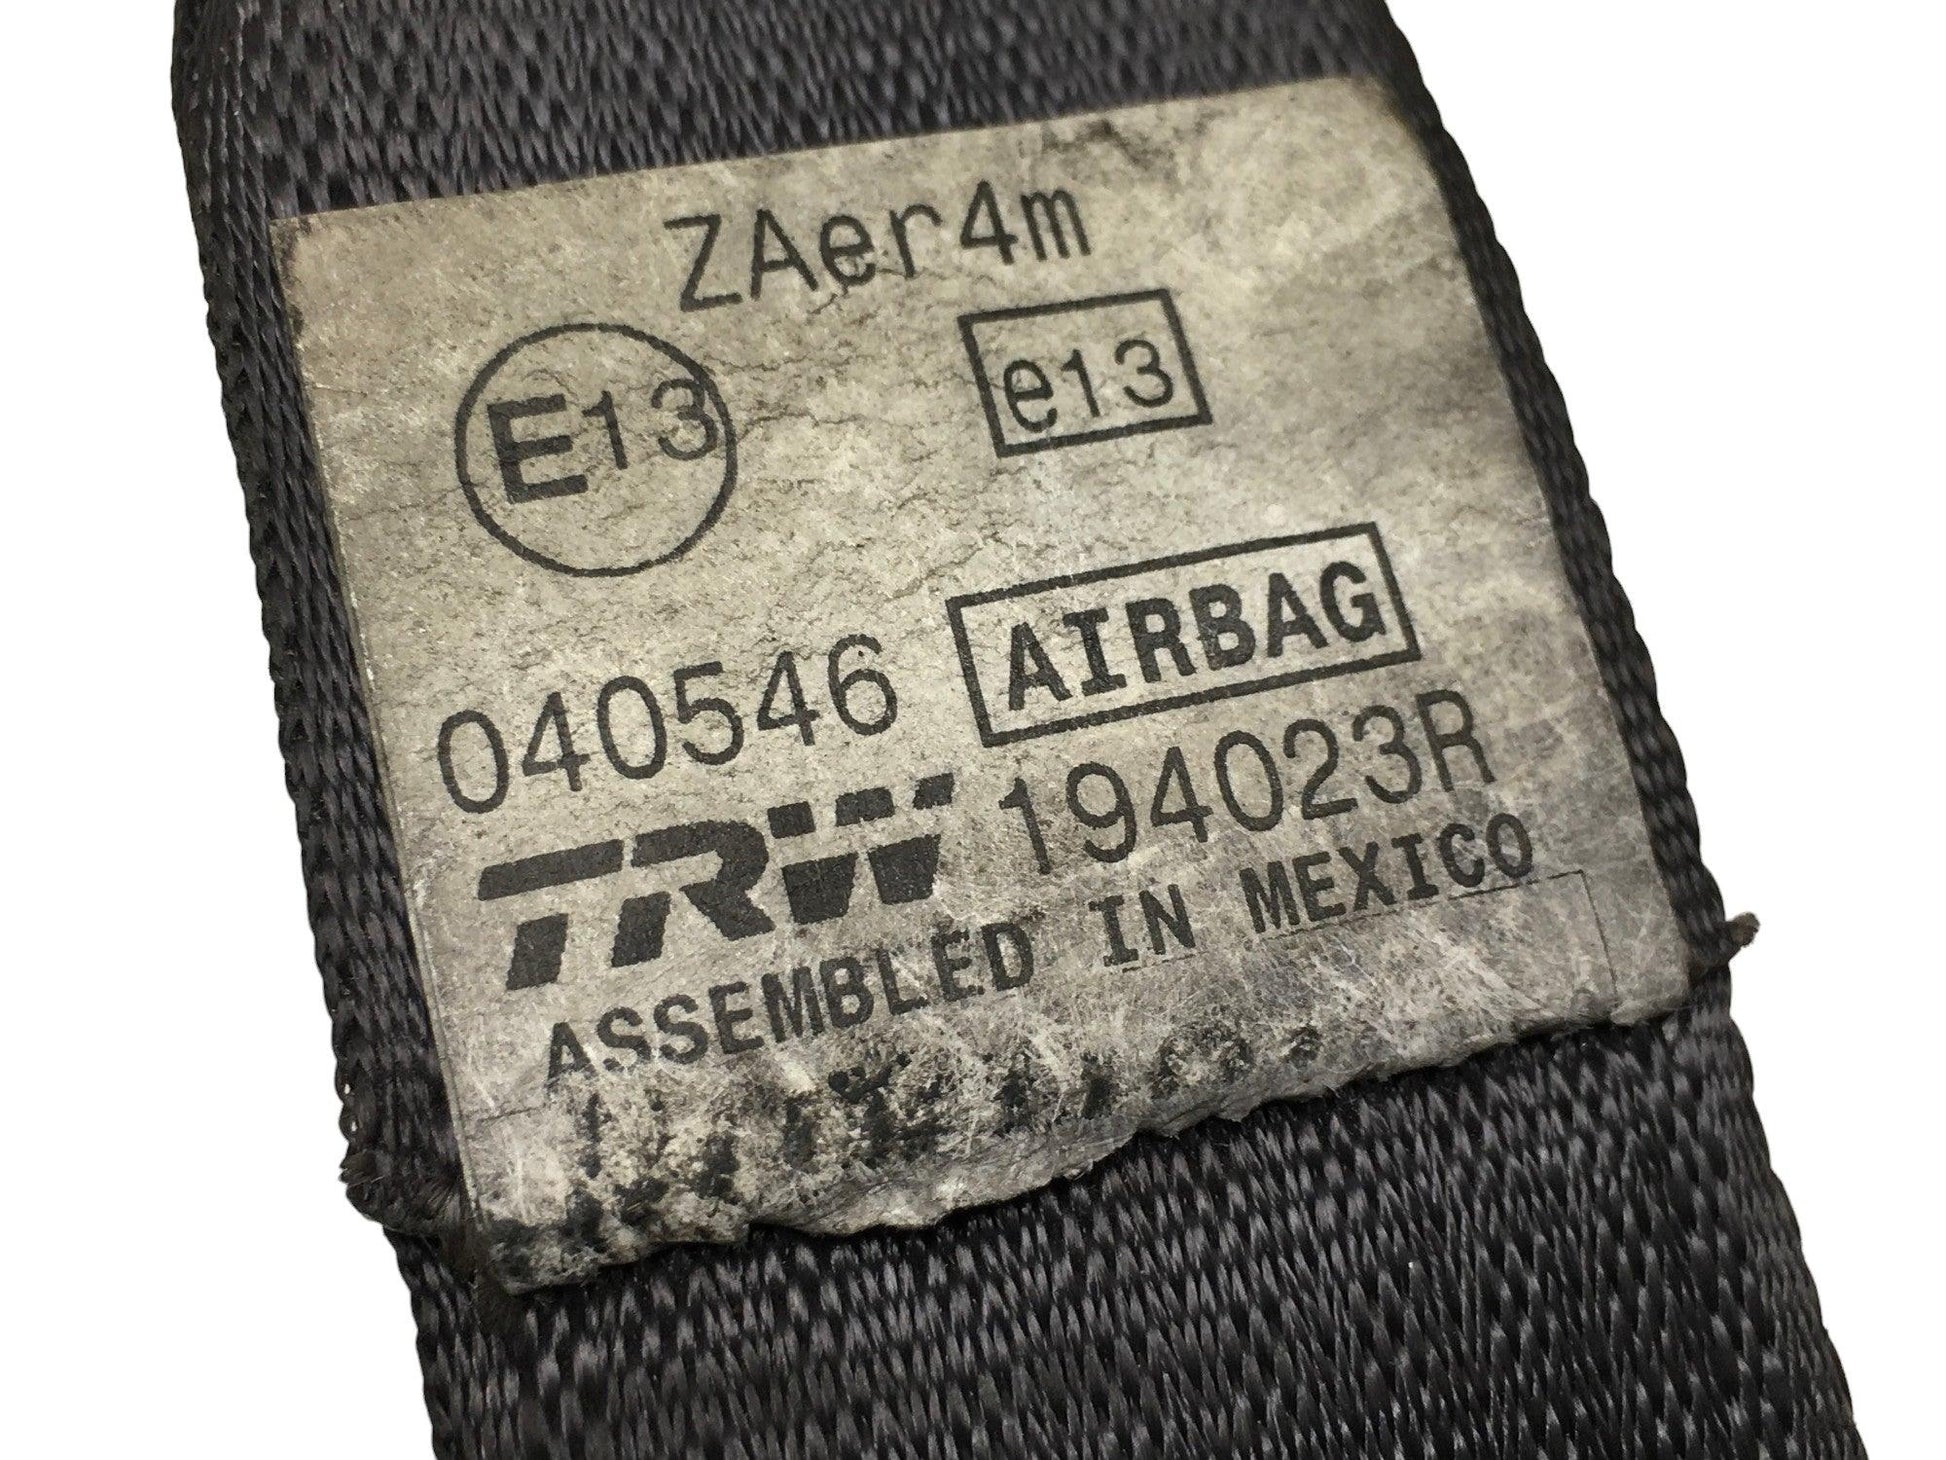 ZAer4m
E13 e13
040546 AIRBAG
TRW 194023R
ASSEMBLED IN MEXICO